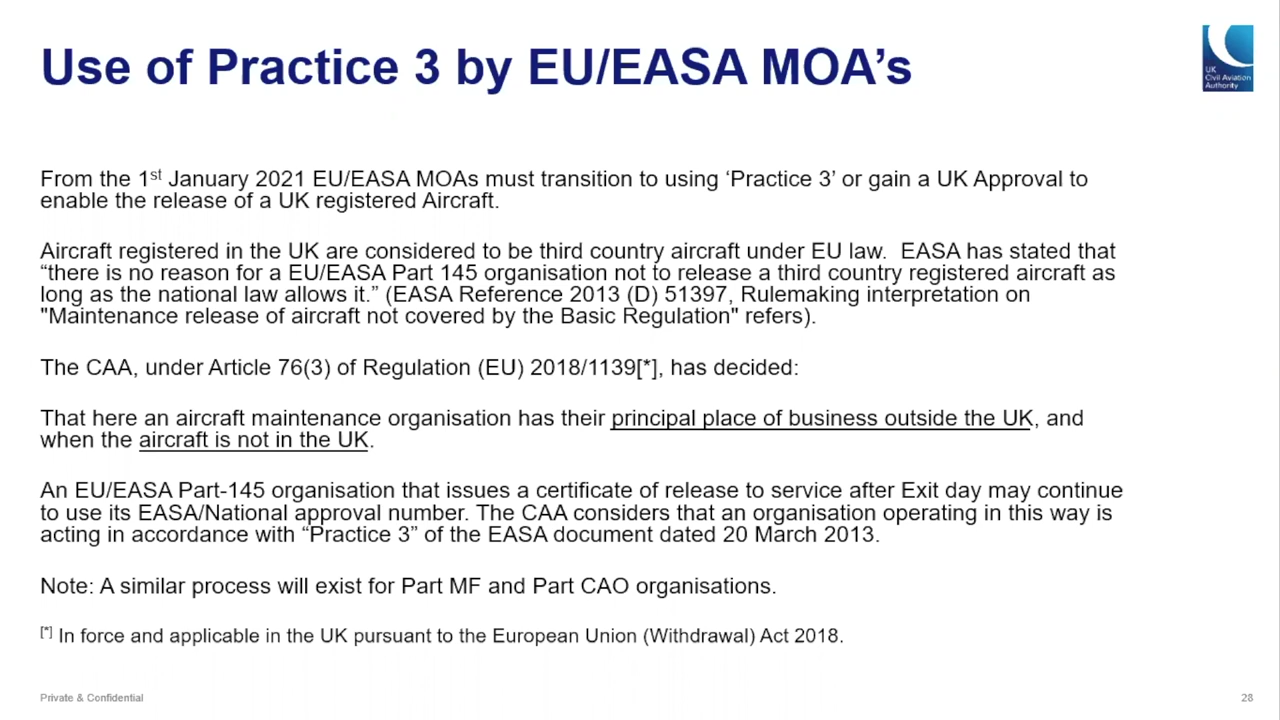 Use of Practice 3 by EU/EASA MOA’s
UK
Civil Aviation
Authority
From the 1st January 2021 EU/EASA MOAs must transition to using ‘Practice 3’ or gain a UK Approval to
enable the release of a UK registered Aircraft.
Aircraft registered in the UK are considered to be third country aircraft under EU law.  EASA has stated that
“there is no reason for a EU/EASA Part 145 organisation not to release a third country registered aircraft as
long as the national law allows it.” (EASA Reference 2013 (D) 51397, Rulemaking interpretation on
"Maintenance release of aircraft not covered by the Basic Regulation" refers).
The CAA, under Article 76(3) of Regulation (EU) 2018/1139[*], has decided:
That here an aircraft maintenance organisation has their principal place of business outside the UK, and
when the aircraft is not in the UK.
An EU/EASA Part-145 organisation that issues a certificate of release to service after Exit day may continue
to use its EASA/National approval number. The CAA considers that an organisation operating in this way is
acting in accordance with “Practice 3” of the EASA document dated 20 March 2013.
Note: A similar process will exist for Part MF and Part CAO organisations.
[*] In force and applicable in the UK pursuant to the European Union (Withdrawal) Act 2018.
Private & Confidential
28